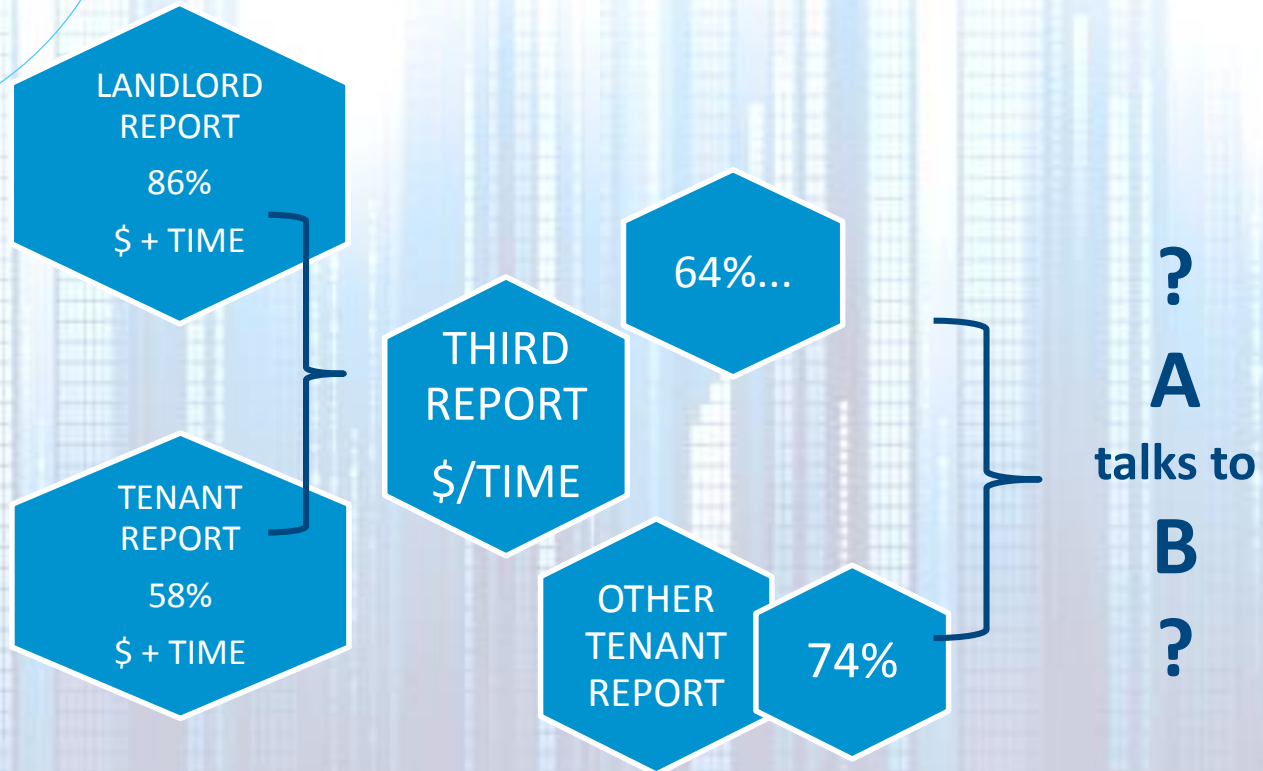 LANDLORD
REPORT
86%
$ + TIME
TENANT
REPORT
58%
$ + TIME
THIRD
REPORT
$/TIME
64%...
OTHER
TENANT
REPORT
74%
?
A
talks to
B
?